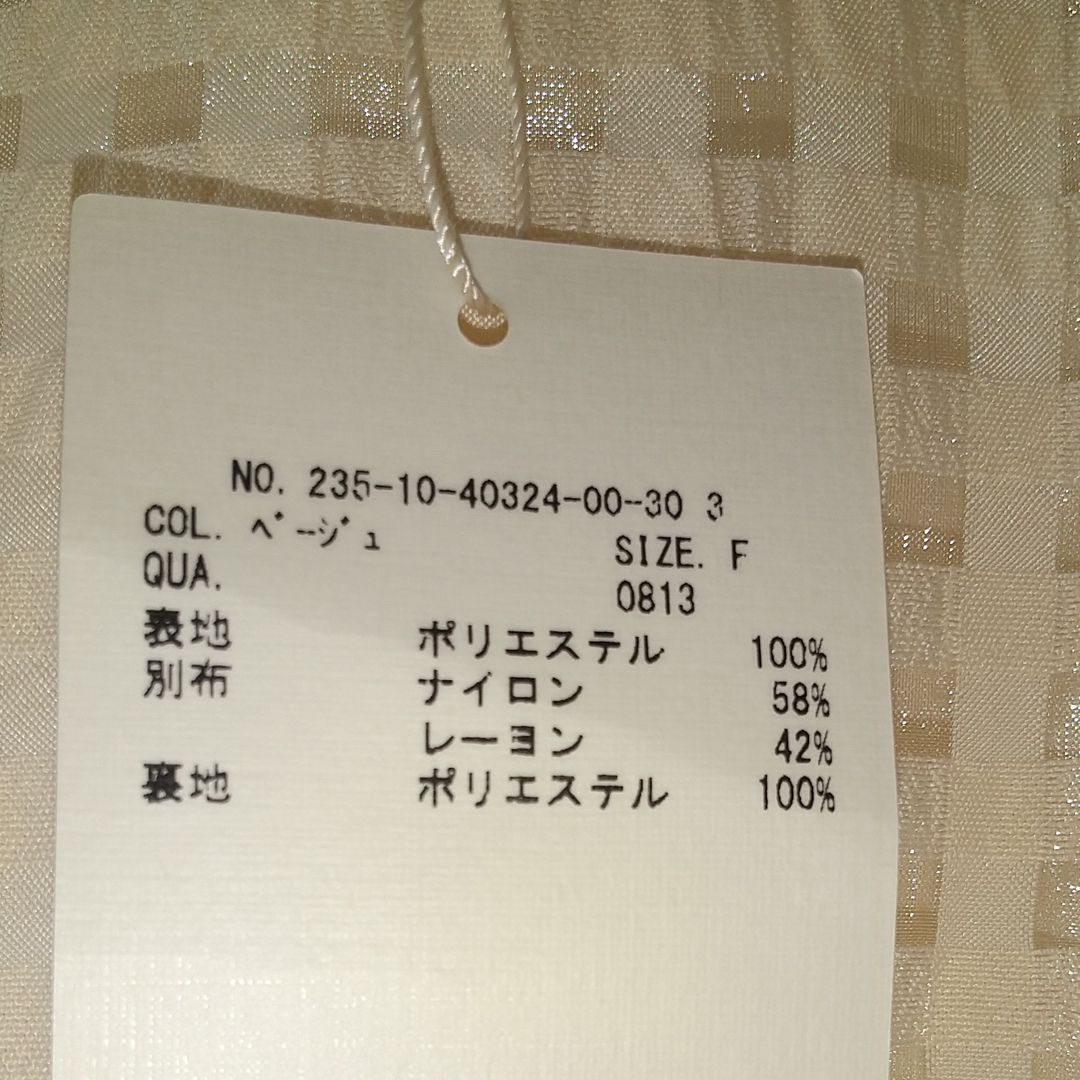 NO. 235-10-40324-00-30 3
COL. ﾍﾞｰｼﾞｭ
SIZE. F
QUA.
0813
表地 ポリエステル 100%
別布 ナイロン 58%
レーヨン 42%
裏地 ポリエステル 100%